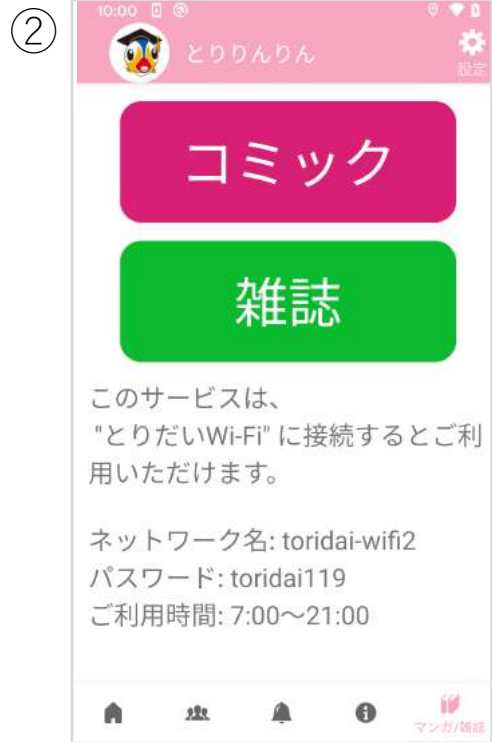 ②
10:00
とりりんりん
設定
コミック
雑誌
このサービスは、
"とりだいWi-Fi" に接続するとご利
用いただけます。
ネットワーク名: toridai-wifi2
パスワード: toridai119
ご利用時間: 7:00～21:00
マンガ/雑誌